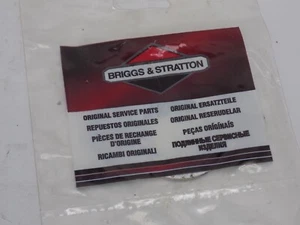 BRIGGS & STRATTON
ORIGINAL SERVICE PARTS
REPUESTOS ORIGINALES
PIÈCES DE RECHANGE
D'ORIGINE
RICAMBI ORIGINALI
ORIGINAL ERSATZTEILE
ORIGINAL RESERVDELAR
PEÇAS ORIGINAIS
ПОДЛИННЫЕ СЕРВИСНЫЕ
ИЗДЕЛИЯ